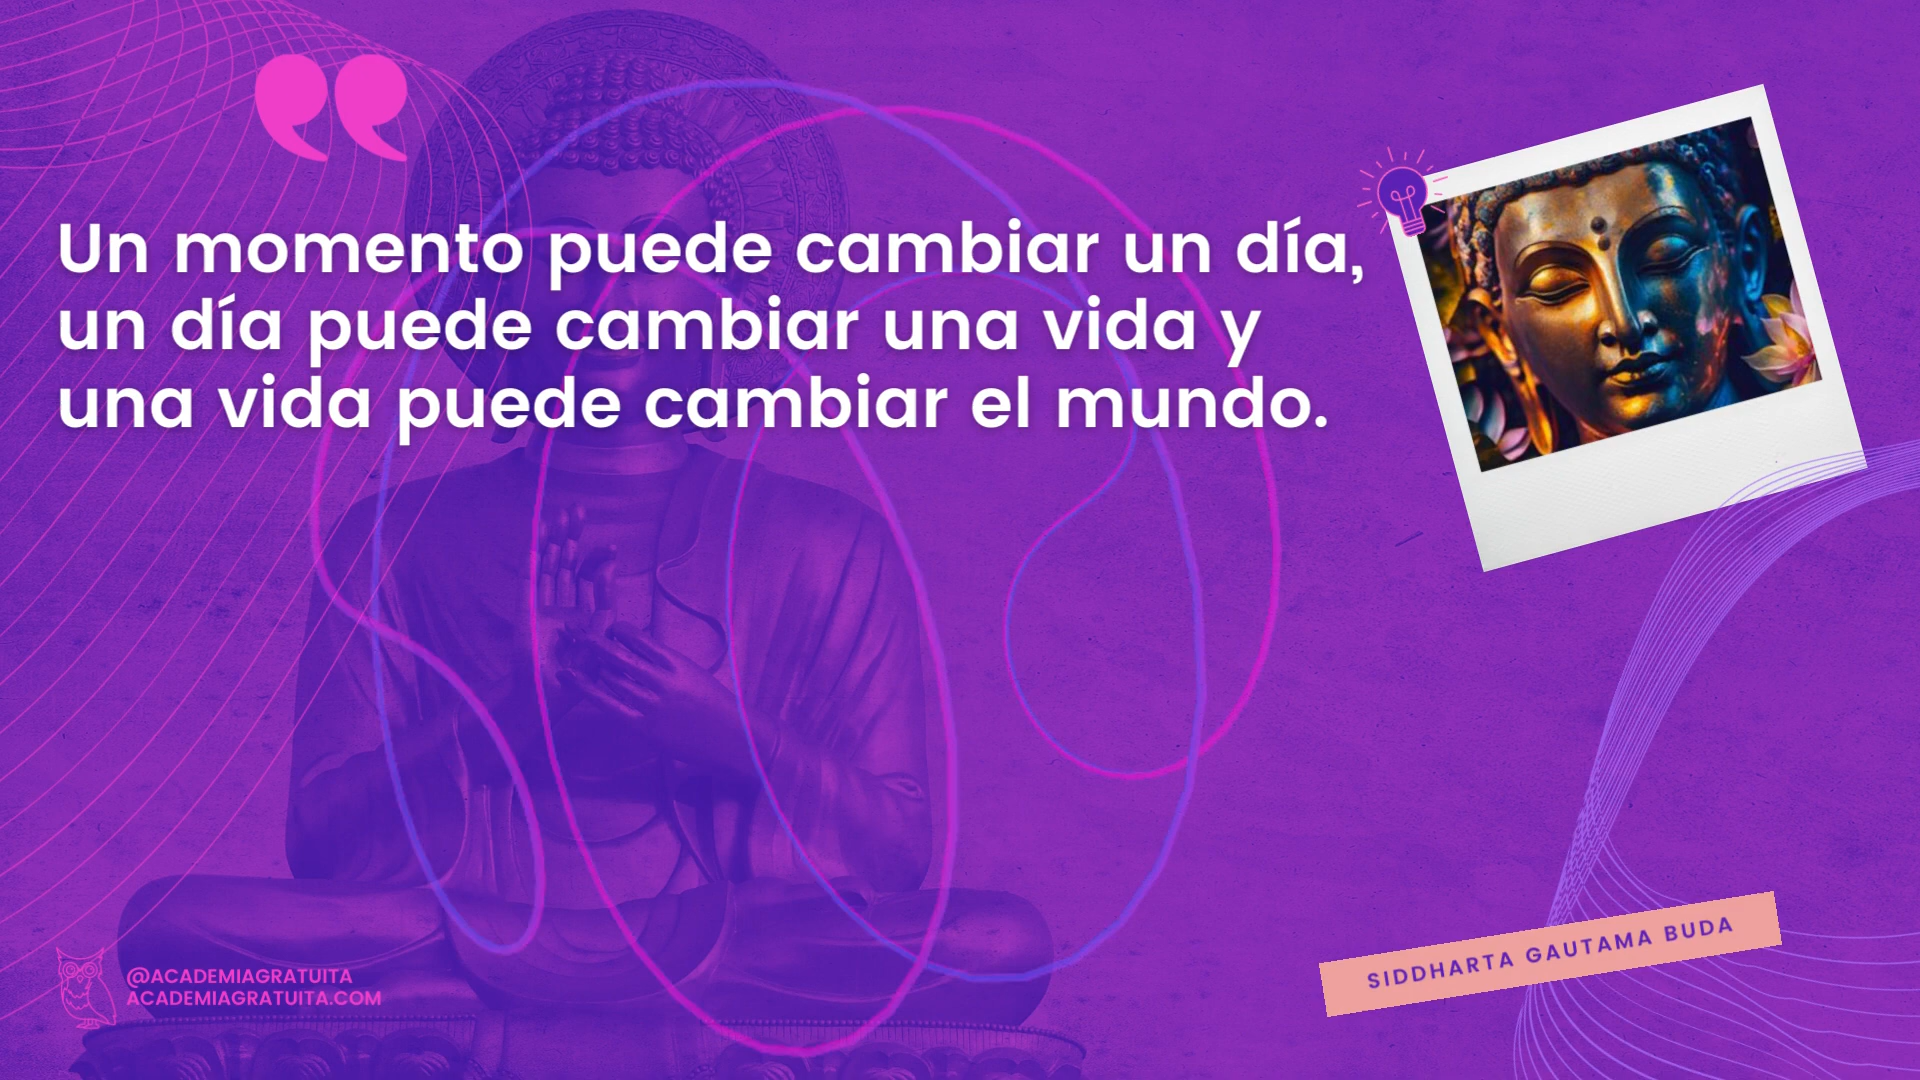 Un momento puede cambiar un día,
un día puede cambiar una vida y
una vida puede cambiar el mundo.
SIDDHARTA GAUTAMA BUDA
@ACADEMIAGRATUITA
ACADEMIAGRATUITA.COM